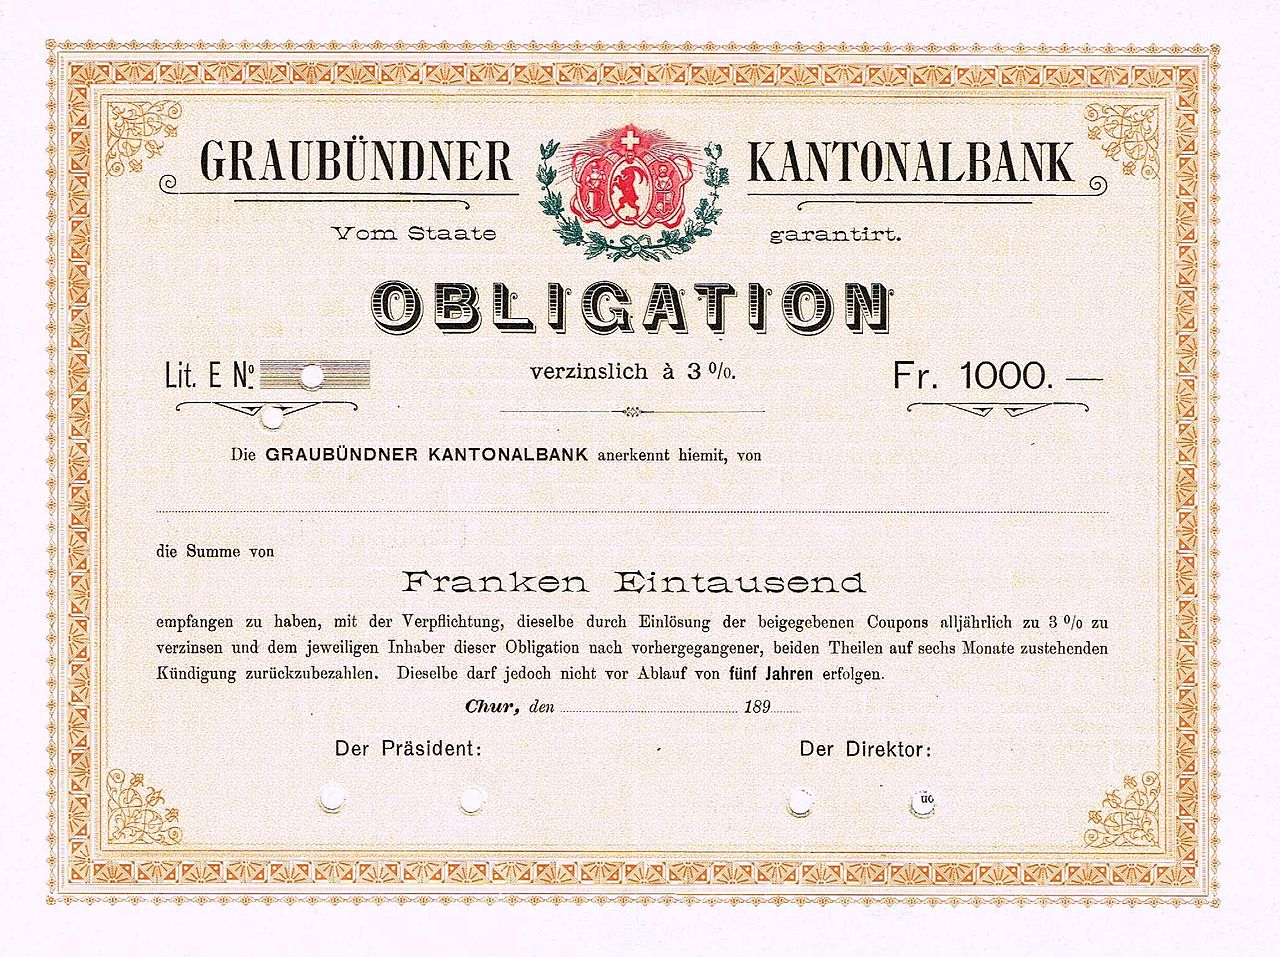 GRAUBÜNDNER KANTONALBANK
Vom Staate garantirt.
OBLIGATION
Lit. E Nº. verzinslich à 3 %. Fr. 1000. —
Die GRAUBÜNDNER KANTONALBANK anerkennt hiemit, von
die Summe von
Franken Eintausend
empfangen zu haben, mit der Verpflichtung, dieselbe durch Einlösung der beigegebenen Coupons alljährlich zu 3 % zu
verzinsen und dem jeweiligen Inhaber dieser Obligation nach vorhergegangener, beiden Theilen auf sechs Monate zustehenden
Kündigung zurückzubezahlen. Dieselbe darf jedoch nicht vor Ablauf von fünf Jahren erfolgen.
Chur, den 189
Der Präsident: Der Direktor: